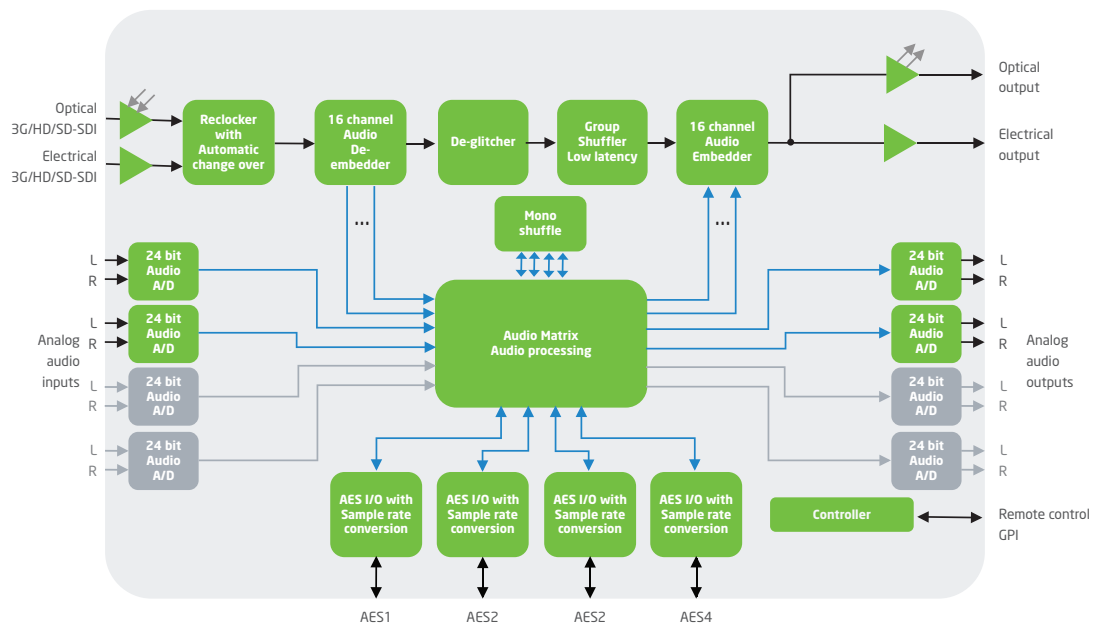 Optical
3G/HD/SD-SDI
Electrical
3G/HD/SD-SDI
Reclocker
with
Automatic
change over
16 channel
Audio
De-
embedder
De-glitcher
Group
Shuffler
Low latency
16 channel
Audio
Embedder
Optical
output
Electrical
output
...
Mono
shuffle
...
L
R
24 bit
Audio
A/D
L
R
24 bit
Audio
A/D
Analog
audio
inputs
L
R
24 bit
Audio
A/D
L
R
24 bit
Audio
A/D
Audio Matrix
Audio processing
24 bit
Audio
A/D
L
R
24 bit
Audio
A/D
L
R
Analog
audio
outputs
24 bit
Audio
A/D
L
R
24 bit
Audio
A/D
L
R
AES I/O with
Sample rate
conversion
AES I/O with
Sample rate
conversion
AES I/O with
Sample rate
conversion
AES I/O with
Sample rate
conversion
Controller
Remote control
GPI
AES1
AES2
AES2
AES4